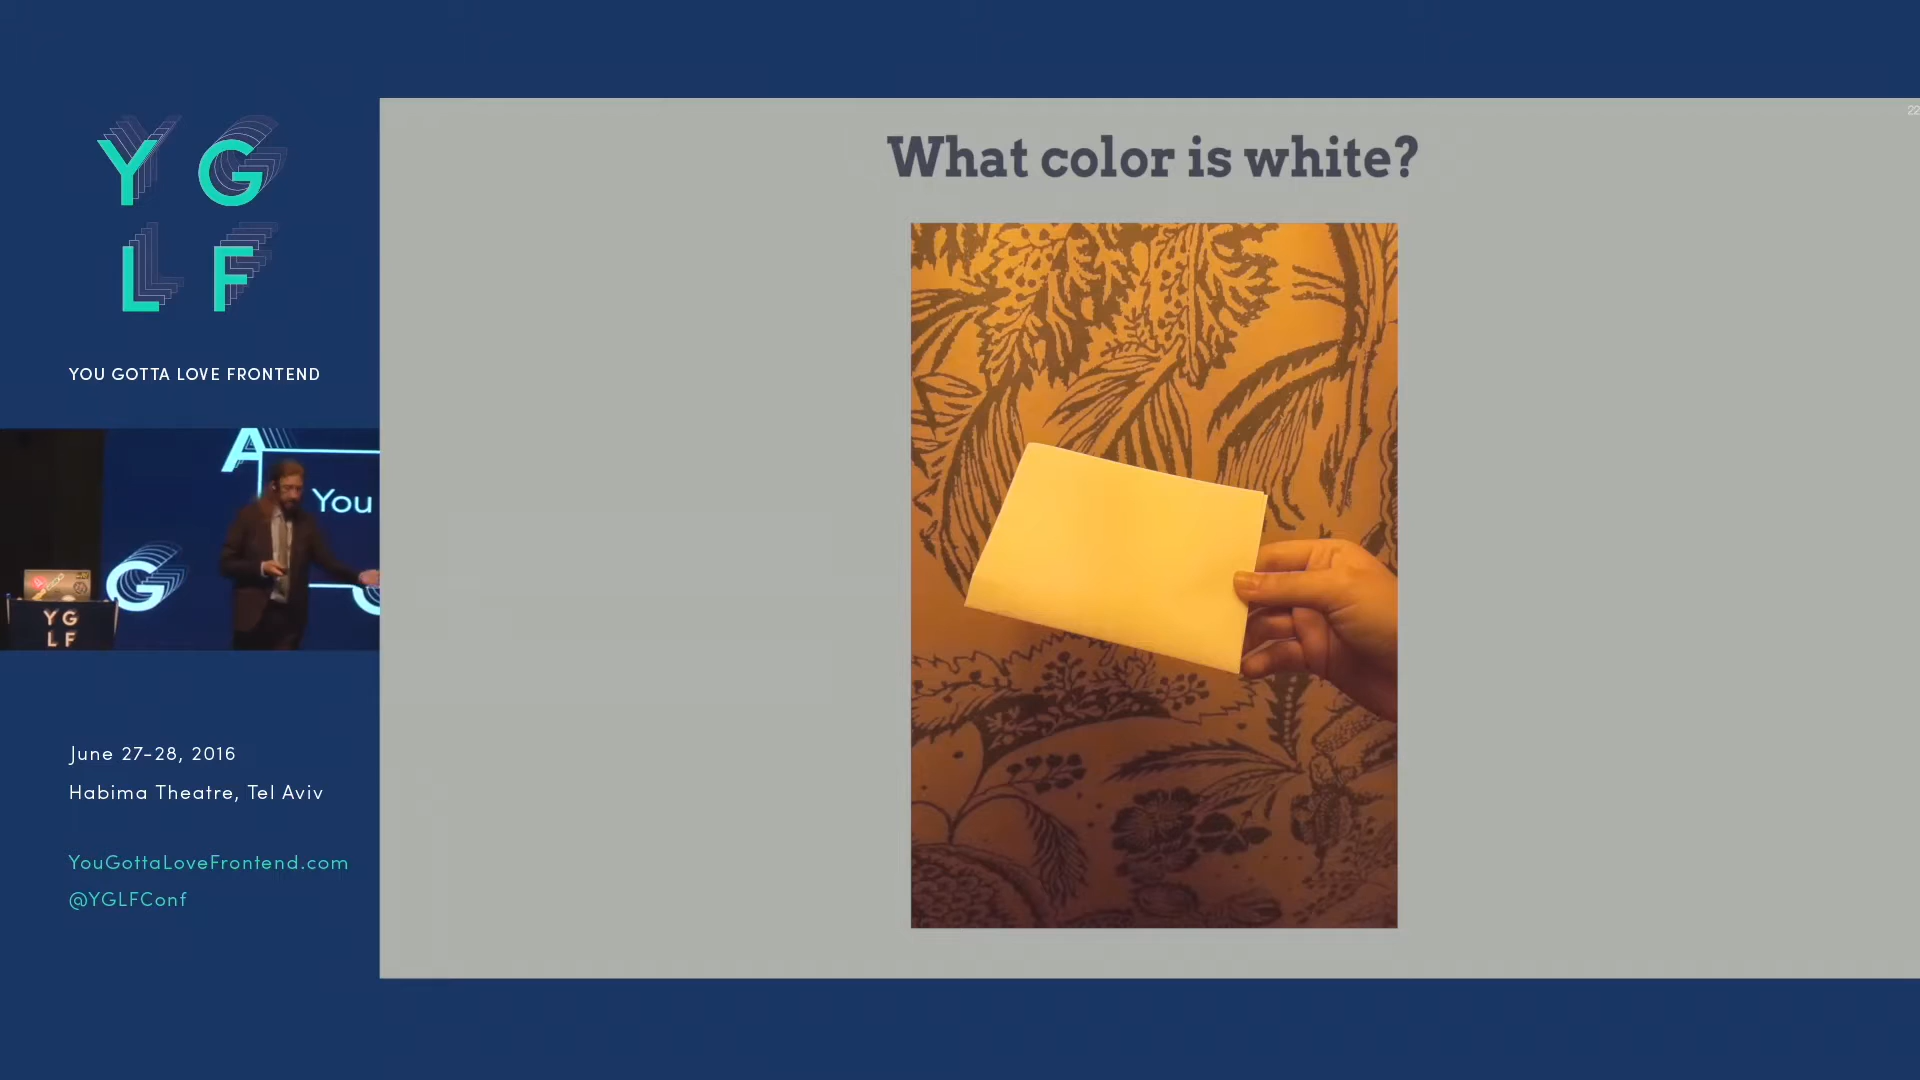 Y G
L F
YOU GOTTA LOVE FRONTEND
A
You
G
Y G
L F
June 27-28, 2016
Habima Theatre, Tel Aviv
YouGottaLoveFrontend.com
@YGLFConf
22
What color is white?